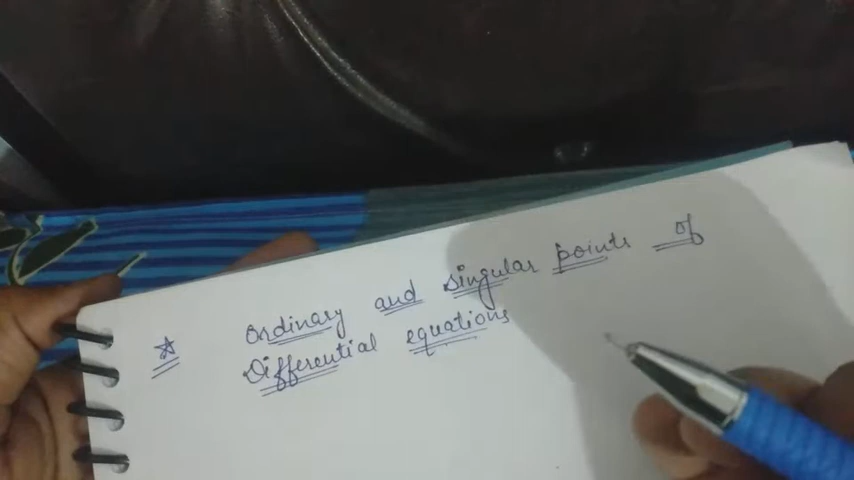 ☆ Ordinary and singular points of
Differential equations